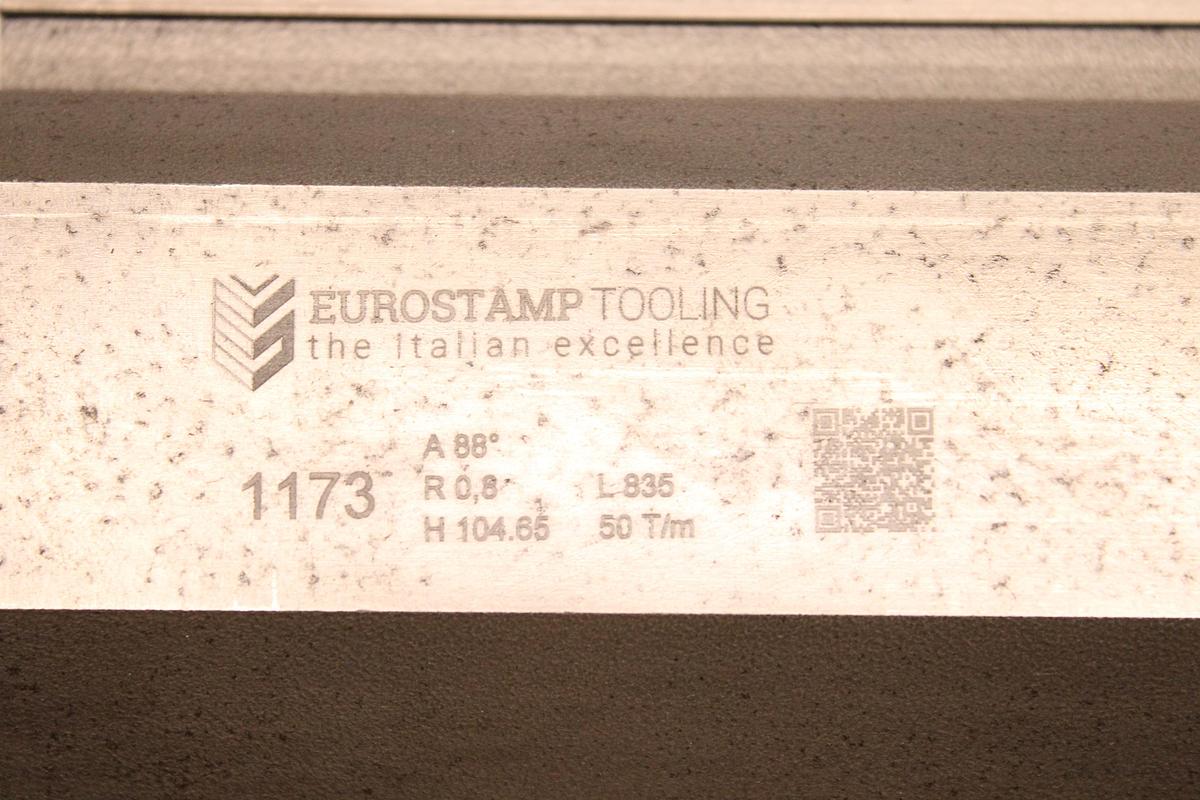 EUROSTAMP TOOLING
the Italian excellence
1173
A 88°
R 0,8
H 104.65
L 835
50 T/m